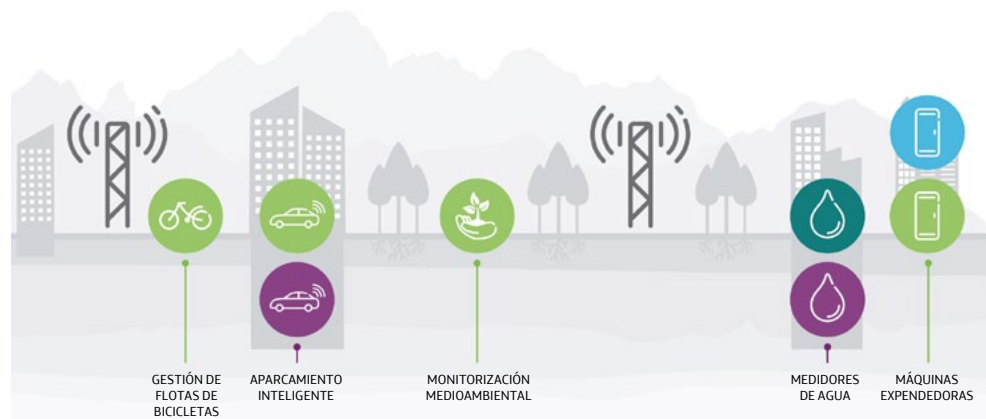 GESTIÓN DE
FLOTAS DE
BICICLETAS
APARCAMIENTO
INTELIGENTE
MONITORIZACIÓN
MEDIOAMBIENTAL
MEDIDORES
DE AGUA
MÁQUINAS
EXPENDEDORAS